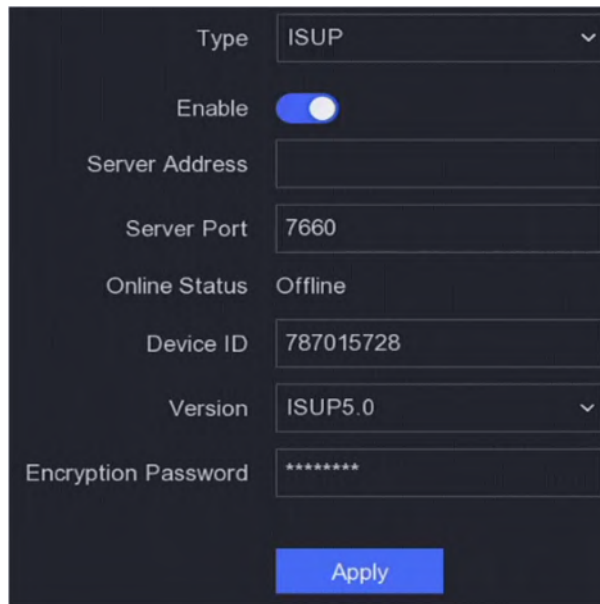 Type ISUP
Enable
Server Address
Server Port 7660
Online Status Offline
Device ID 787015728
Version ISUP5.0
Encryption Password ********
Apply